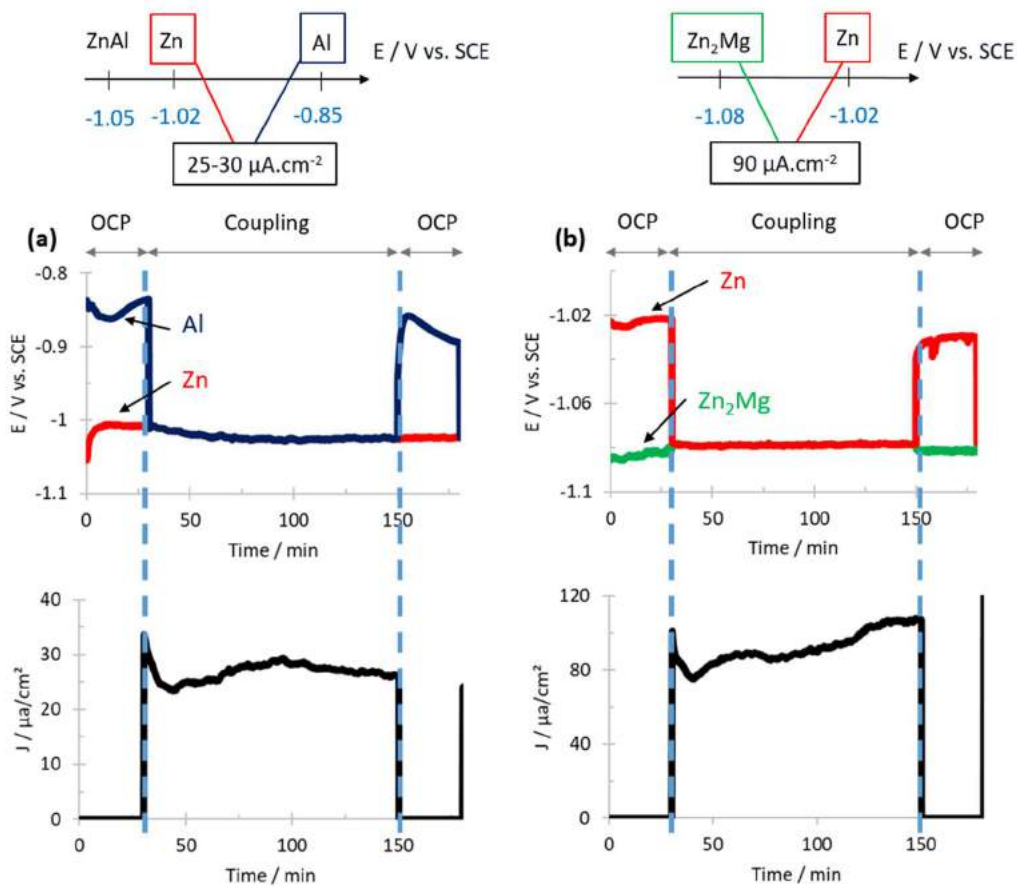 ZnAl Zn Al E / V vs. SCE
-1.05 -1.02 -0.85
25-30 µA.cm⁻²
Zn₂Mg Zn E / V vs. SCE
-1.08 -1.02
90 µA.cm⁻²
(a) OCP Coupling OCP
E / V vs. SCE
-0.8
-0.9
-1
-1.1
Al
Zn
0 50 100 150
Time / min
J / µa/cm²
40
30
20
10
0
0 50 100 150
Time / min
(b) OCP Coupling OCP
E / V vs. SCE
-1.02
-1.06
-1.1
Zn
Zn₂Mg
0 50 100 150
Time / min
J / µa/cm²
120
80
40
0
0 50 100 150
Time / min